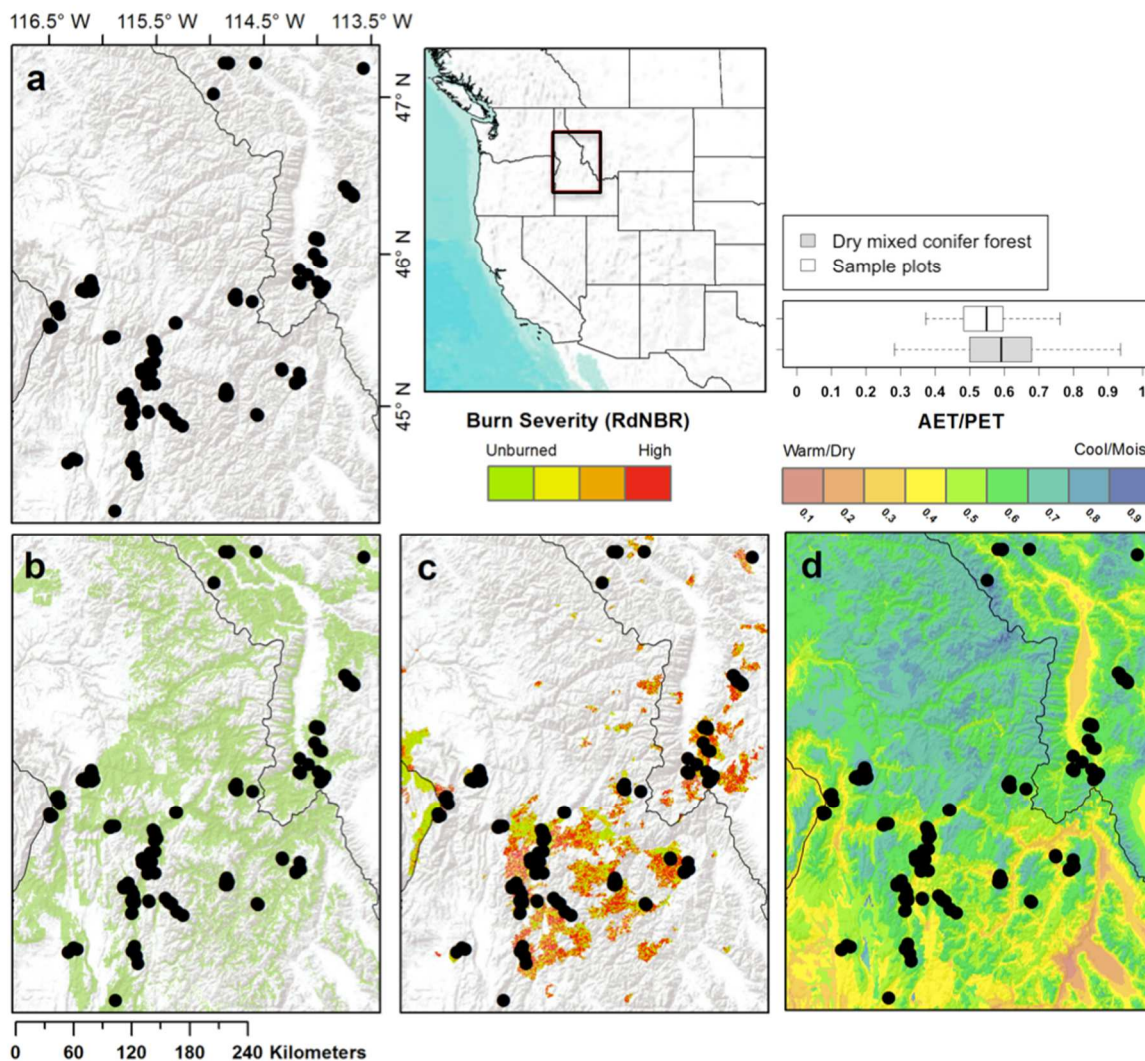 116.5° W 115.5° W 114.5° W 113.5° W
a
47° N
46° N
45° N
Dry mixed conifer forest
Sample plots
0 0.1 0.2 0.3 0.4 0.5 0.6 0.7 0.8 0.9 1
AET/PET
Burn Severity (RdNBR)
Unburned High
Warm/Dry Cool/Mois
0.1 0.2 0.3 0.4 0.5 0.6 0.7 0.8 0.9
b
c
d
0 60 120 180 240 Kilometers